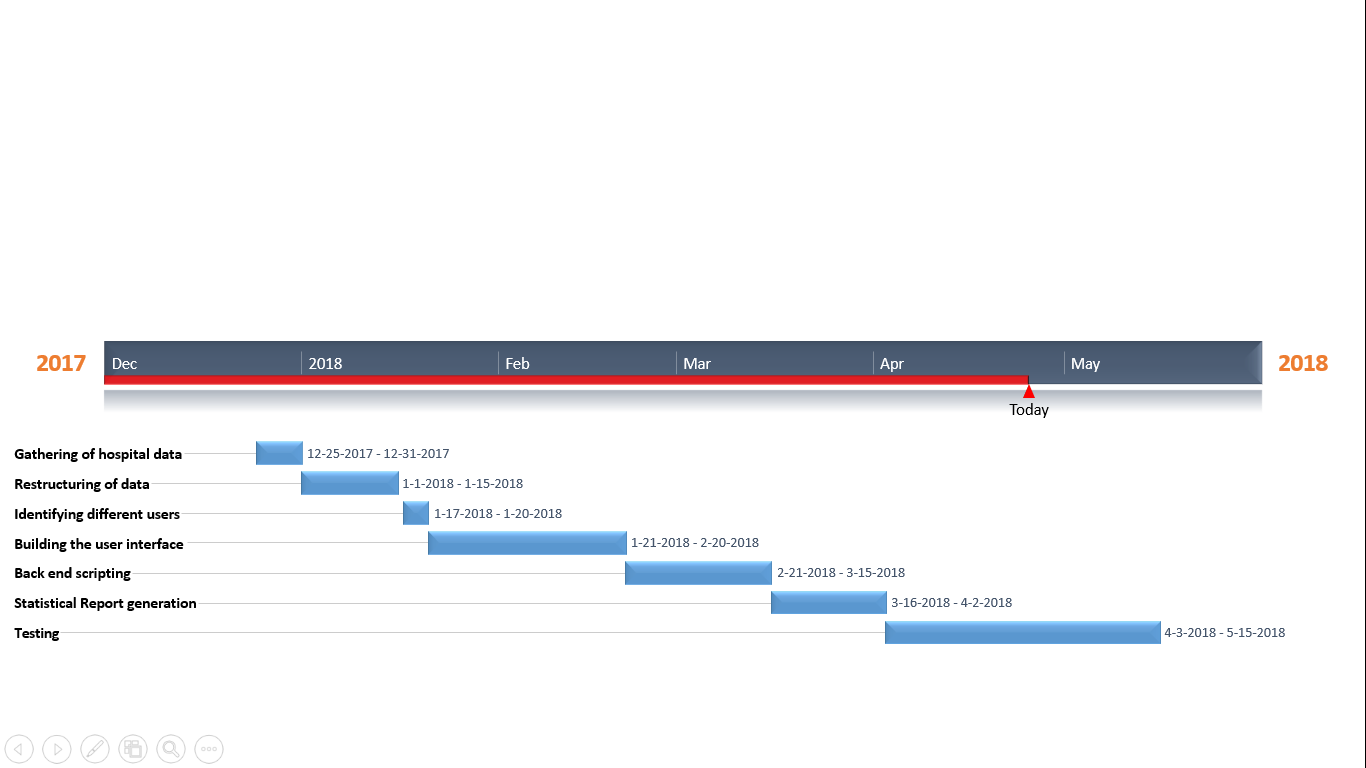 2017 Dec 2018 Feb Mar Apr May 2018
Today
Gathering of hospital data 12-25-2017 - 12-31-2017
Restructuring of data 1-1-2018 - 1-15-2018
Identifying different users 1-17-2018 - 1-20-2018
Building the user interface 1-21-2018 - 2-20-2018
Back end scripting 2-21-2018 - 3-15-2018
Statistical Report generation 3-16-2018 - 4-2-2018
Testing 4-3-2018 - 5-15-2018